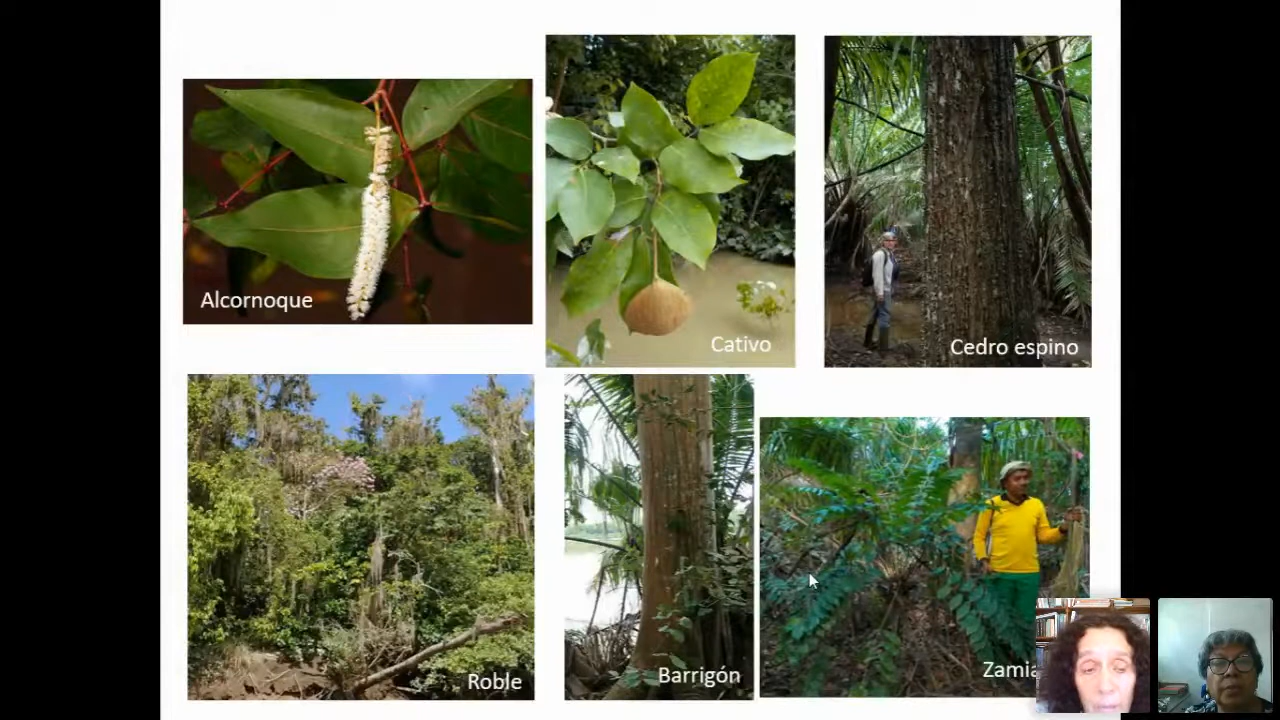 Alcornoque
Cativo
Cedro espino
Roble
Barrigón
Zamia